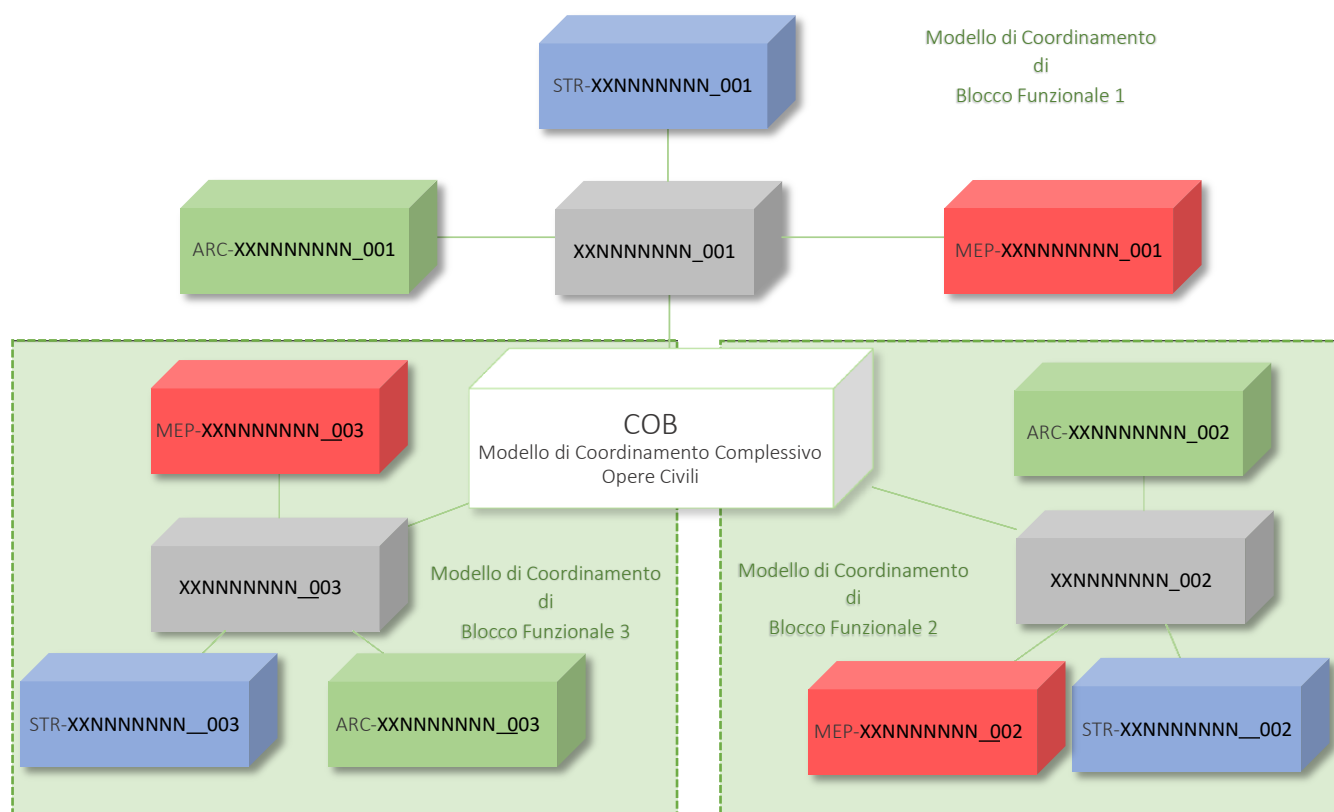 Modello di Coordinamento
di
Blocco Funzionale 1
STR-XXNNNNNNN_001
ARC-XXNNNNNNN_001
XXNNNNNNN_001
MEP-XXNNNNNNN_001
COB
Modello di Coordinamento Complessivo
Opere Civili
MEP-XXNNNNNNN__003
XXNNNNNNN__003
Modello di Coordinamento
di
Blocco Funzionale 3
STR-XXNNNNNNN__003
ARC-XXNNNNNNN__003
ARC-XXNNNNNNN_002
Modello di Coordinamento
di
Blocco Funzionale 2
XXNNNNNNN_002
MEP-XXNNNNNNN__002
STR-XXNNNNNNN__002